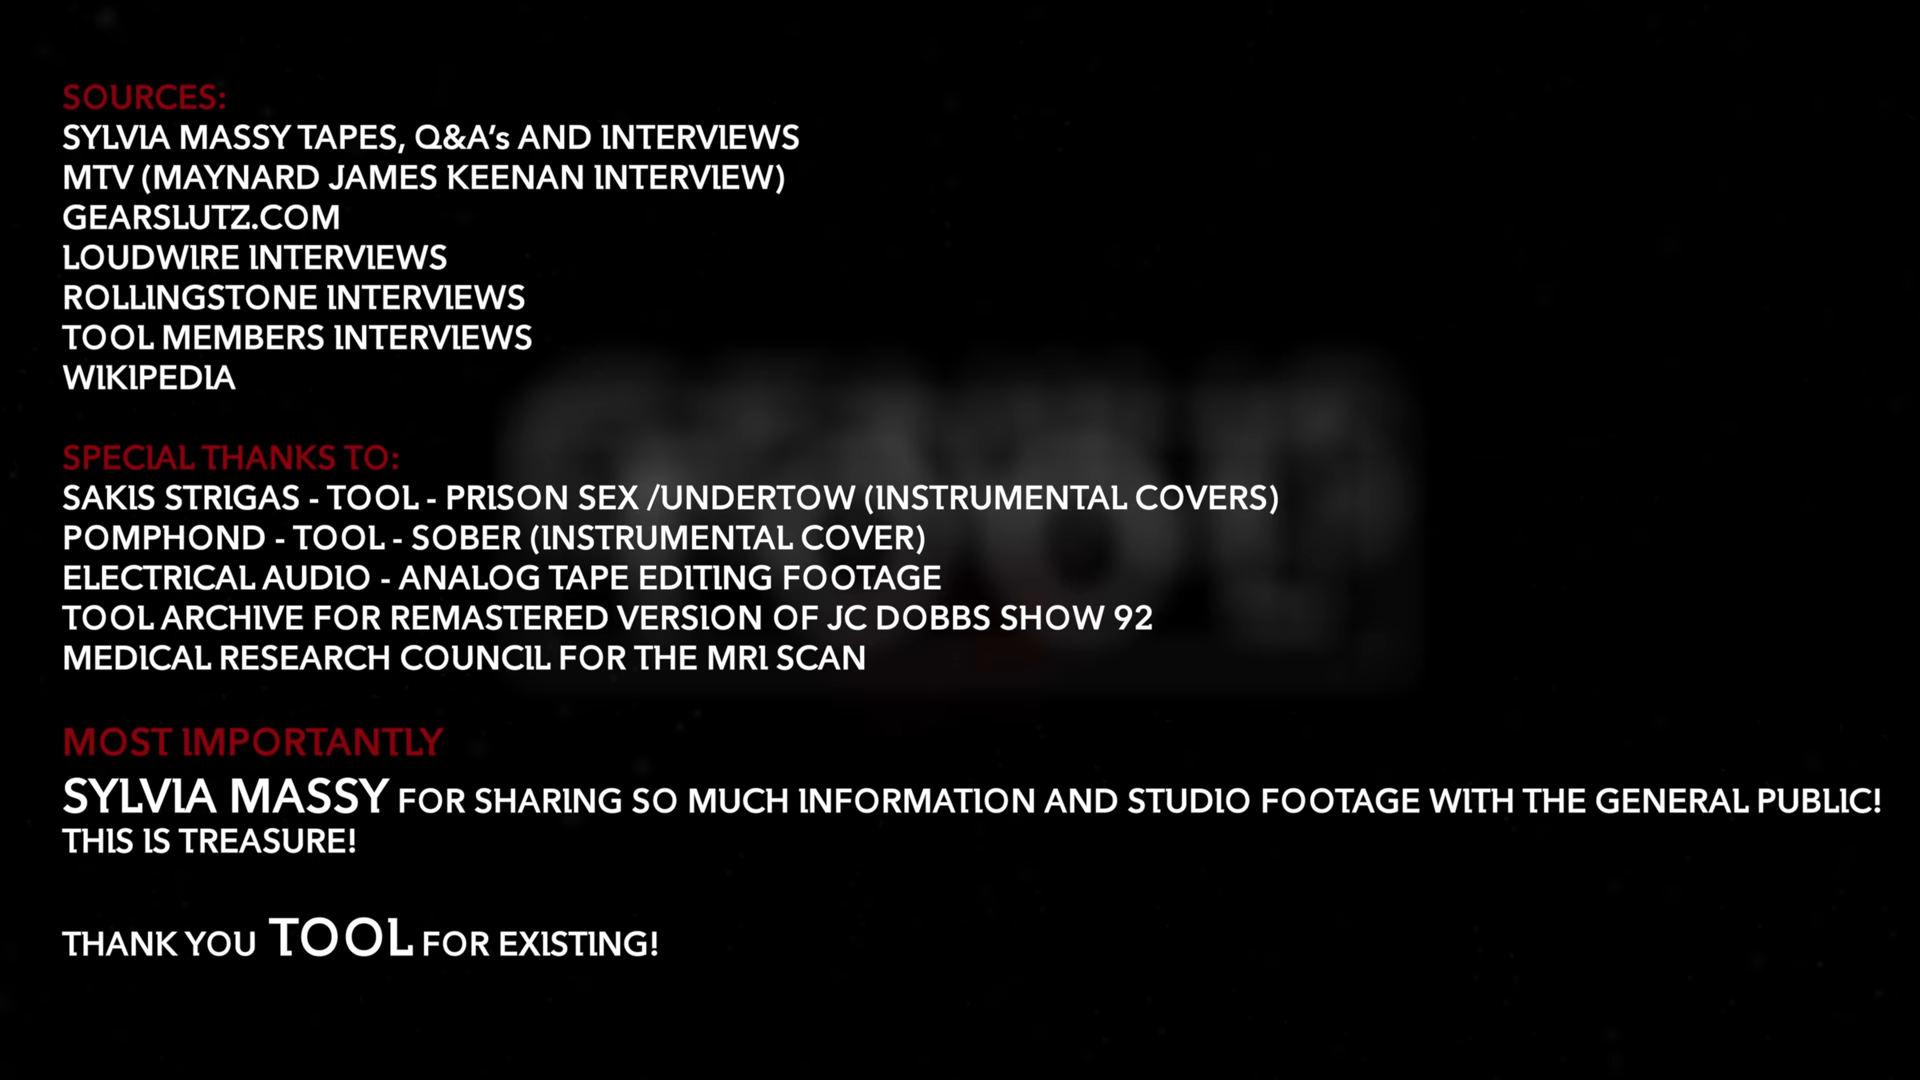 SOURCES:
SYLVIA MASSY TAPES, Q&A's AND INTERVIEWS
MTV (MAYNARD JAMES KEENAN INTERVIEW)
GEARSLUTZ.COM
LOUDWIRE INTERVIEWS
ROLLINGSTONE INTERVIEWS
TOOL MEMBERS INTERVIEWS
WIKIPEDIA
SPECIAL THANKS TO:
SAKIS STRIGAS - TOOL - PRISON SEX /UNDERTOW (INSTRUMENTAL COVERS)
POMPHOND - TOOL - SOBER (INSTRUMENTAL COVER)
ELECTRICAL AUDIO - ANALOG TAPE EDITING FOOTAGE
TOOL ARCHIVE FOR REMASTERED VERSION OF JC DOBBS SHOW 92
MEDICAL RESEARCH COUNCIL FOR THE MRI SCAN
MOST IMPORTANTLY
SYLVIA MASSY FOR SHARING SO MUCH INFORMATION AND STUDIO FOOTAGE WITH THE GENERAL PUBLIC!
THIS IS TREASURE!
THANK YOU TOOL FOR EXISTING!